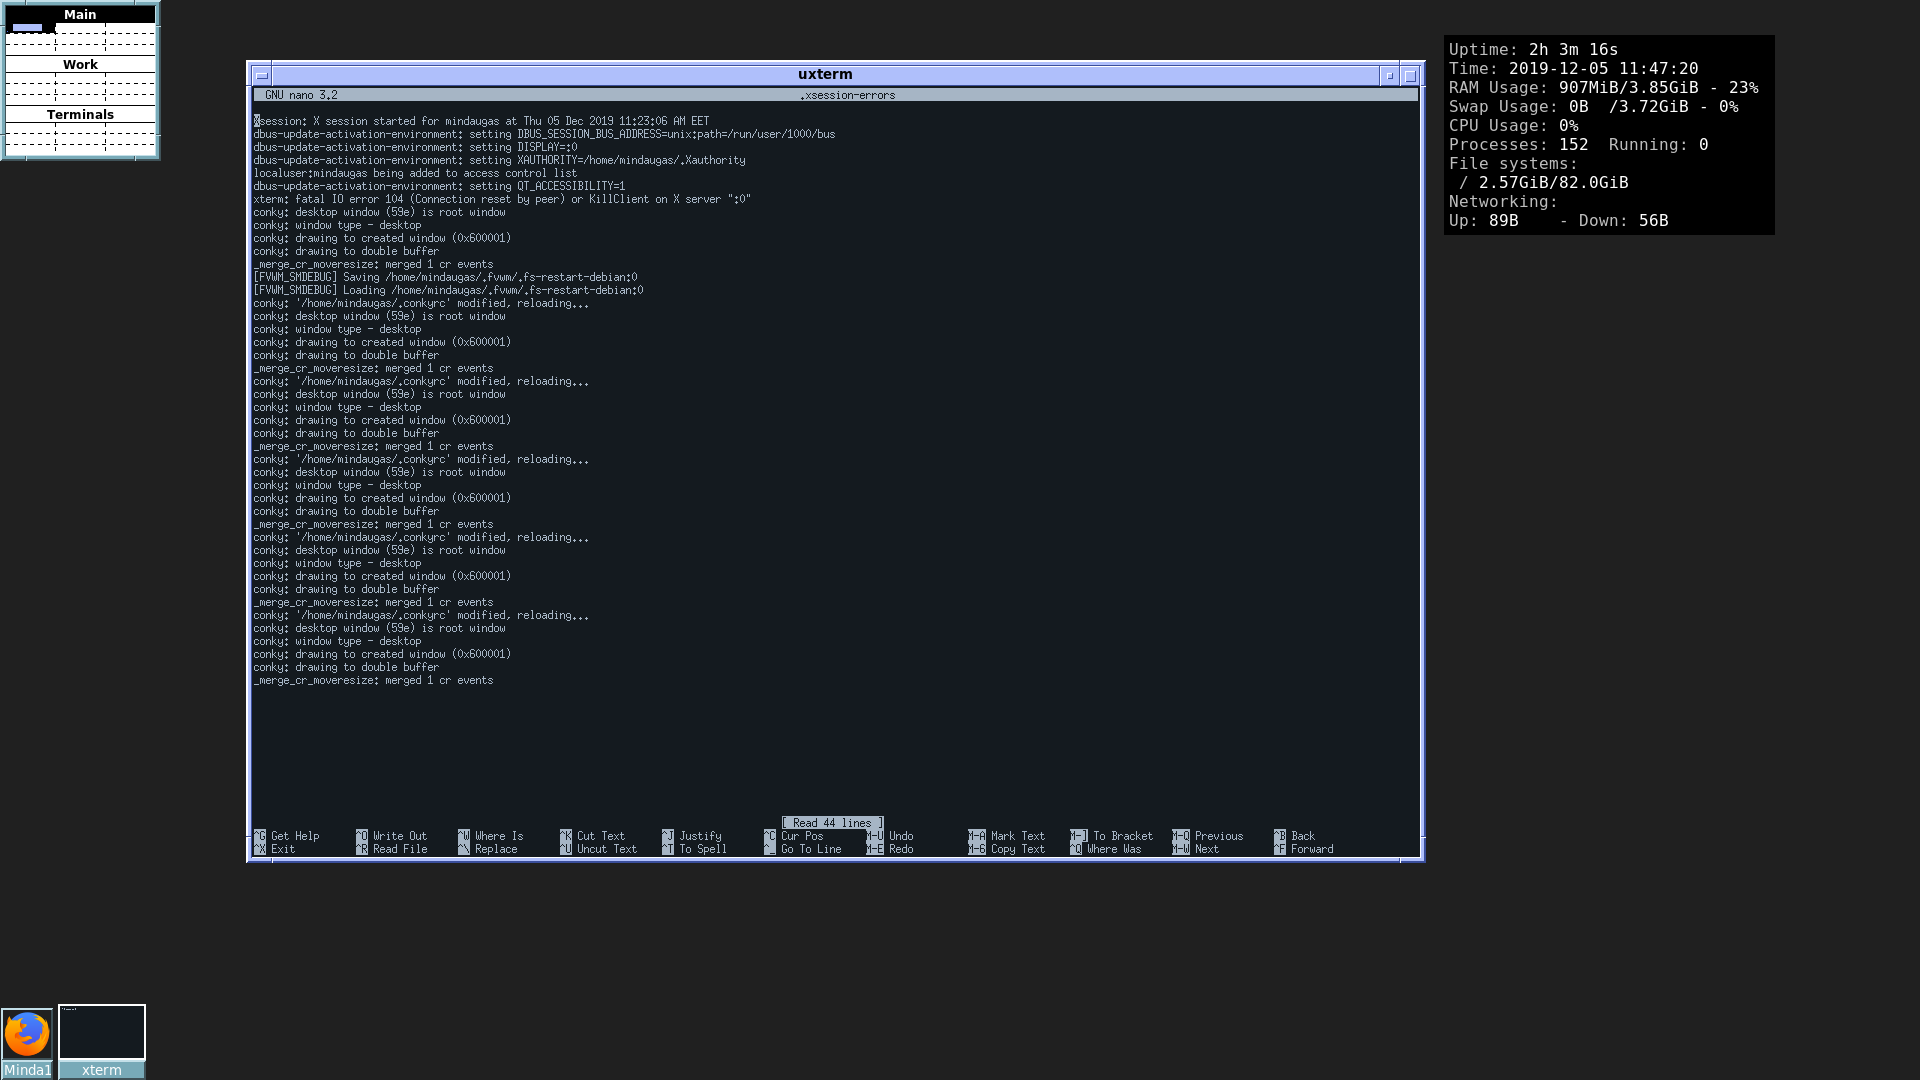 Main
Work
Terminals
uxterm
GNU nano 3.2 .xsession-errors
Xsession: X session started for mindaugas at Thu 05 Dec 2019 11:23:06 AM EET
dbus-update-activation-environment: setting DBUS_SESSION_BUS_ADDRESS=unix:path=/run/user/1000/bus
dbus-update-activation-environment: setting DISPLAY=:0
dbus-update-activation-environment: setting XAUTHORITY=/home/mindaugas/.Xauthority
localuser:mindaugas being added to access control list
dbus-update-activation-environment: setting QT_ACCESSIBILITY=1
xterm: fatal IO error 104 (Connection reset by peer) or KillClient on X server ":0"
conky: desktop window (59e) is root window
conky: window type - desktop
conky: drawing to created window (0x600001)
conky: drawing to double buffer
_merge_cr_moveresize: merged 1 cr events
[FVWM_SMDEBUG] Saving /home/mindaugas/.fvwm/.fs-restart-debian:0
[FVWM_SMDEBUG] Loading /home/mindaugas/.fvwm/.fs-restart-debian:0
conky: '/home/mindaugas/.conkyrc' modified, reloading...
conky: desktop window (59e) is root window
conky: window type - desktop
conky: drawing to created window (0x600001)
conky: drawing to double buffer
_merge_cr_moveresize: merged 1 cr events
conky: '/home/mindaugas/.conkyrc' modified, reloading...
conky: desktop window (59e) is root window
conky: window type - desktop
conky: drawing to created window (0x600001)
conky: drawing to double buffer
_merge_cr_moveresize: merged 1 cr events
conky: '/home/mindaugas/.conkyrc' modified, reloading...
conky: desktop window (59e) is root window
conky: window type - desktop
conky: drawing to created window (0x600001)
conky: drawing to double buffer
_merge_cr_moveresize: merged 1 cr events
conky: '/home/mindaugas/.conkyrc' modified, reloading...
conky: desktop window (59e) is root window
conky: window type - desktop
conky: drawing to created window (0x600001)
conky: drawing to double buffer
_merge_cr_moveresize: merged 1 cr events
conky: '/home/mindaugas/.conkyrc' modified, reloading...
conky: desktop window (59e) is root window
conky: window type - desktop
conky: drawing to created window (0x600001)
conky: drawing to double buffer
_merge_cr_moveresize: merged 1 cr events
[ Read 44 lines ]
^G Get Help ^O Write Out ^W Where Is ^K Cut Text ^J Justify ^C Cur Pos M-U Undo M-A Mark Text M-] To Bracket M-Q Previous ^B Back
^X Exit ^R Read File ^\ Replace ^U Uncut Text ^T To Spell ^_ Go To Line M-E Redo M-6 Copy Text ^Q Where Was M-W Next ^F Forward
Uptime: 2h 3m 16s
Time: 2019-12-05 11:47:20
RAM Usage: 907MiB/3.85GiB - 23%
Swap Usage: 0B /3.72GiB - 0%
CPU Usage: 0%
Processes: 152 Running: 0
File systems:
/ 2.57GiB/82.0GiB
Networking:
Up: 89B - Down: 56B
Minda1
xterm